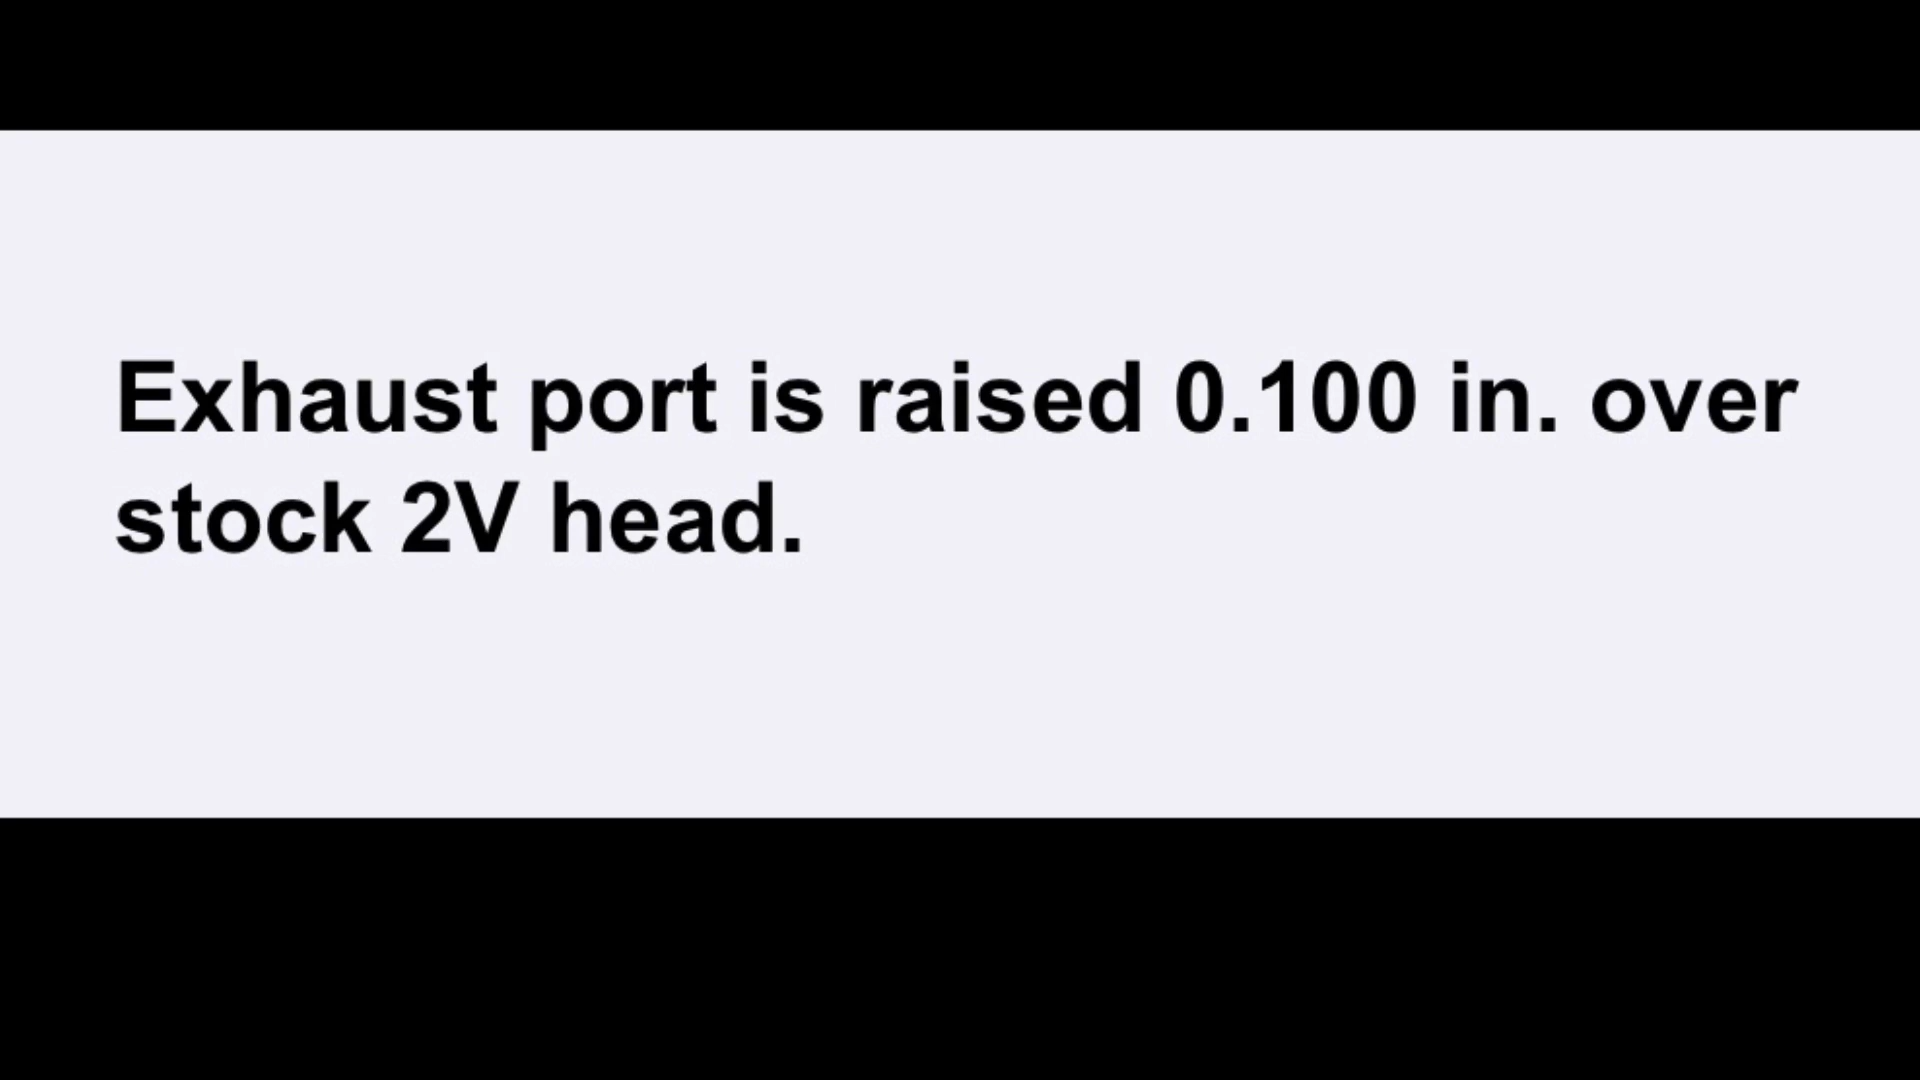 Exhaust port is raised 0.100 in. over
stock 2V head.